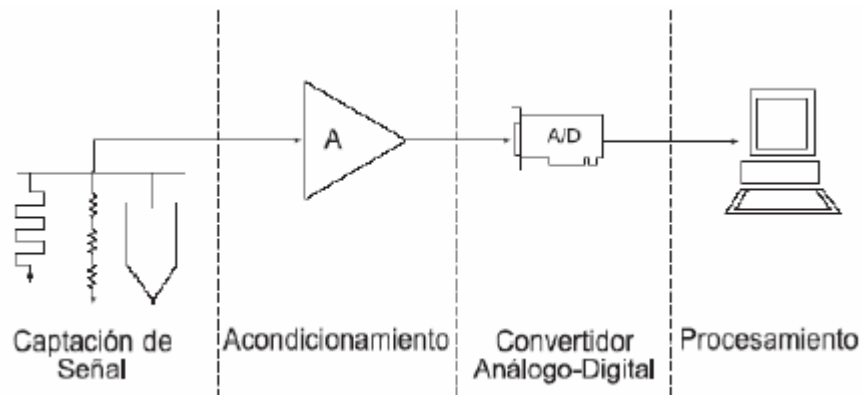 A
A/D
Captación de
Señal
Acondicionamiento
Convertidor
Análogo-Digital
Procesamiento